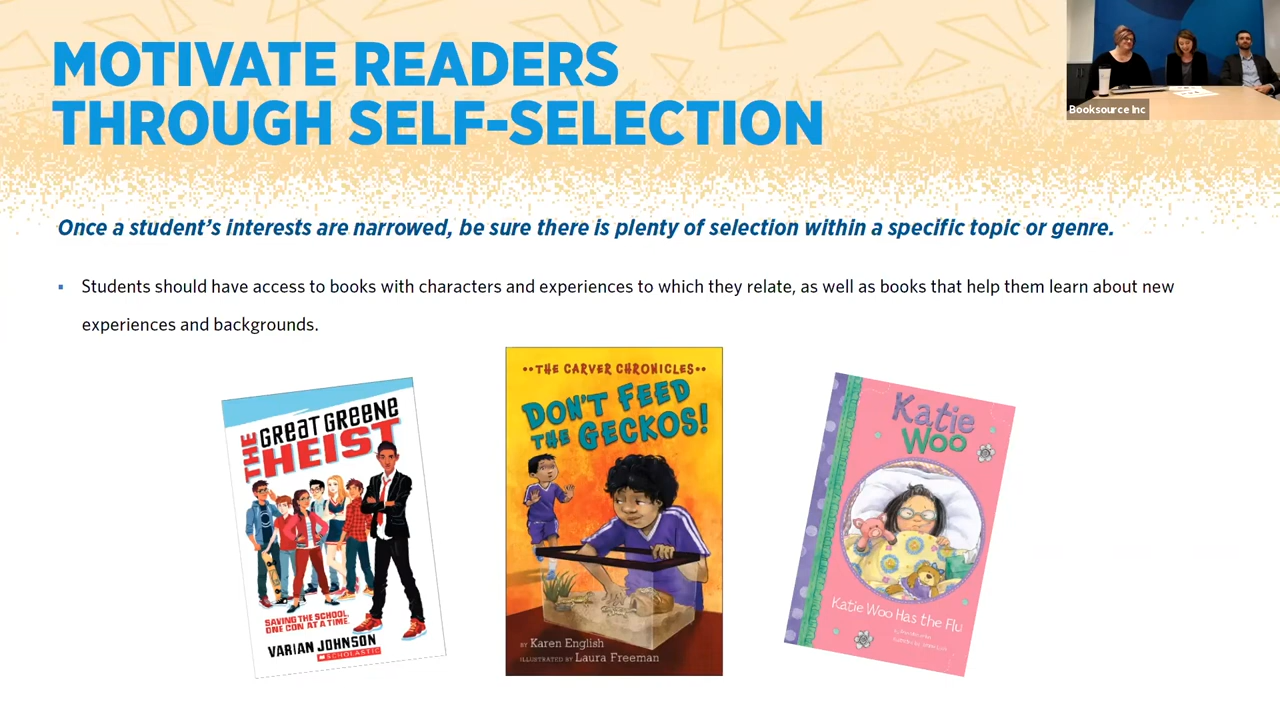 MOTIVATE READERS
THROUGH SELF-SELECTION
Booksource Inc
Once a student's interests are narrowed, be sure there is plenty of selection within a specific topic or genre.
▪ Students should have access to books with characters and experiences to which they relate, as well as books that help them learn about new
experiences and backgrounds.
THE GREAT GREENE
HEIST
SAVING THE SCHOOL,
ONE CON AT A TIME.
VARIAN JOHNSON
SCHOLASTIC
••THE CARVER CHRONICLES••
DON'T FEED
THE GECKOS!
BY Karen English
ILLUSTRATED BY Laura Freeman
Katie
Woo
Katie Woo Has the Flu